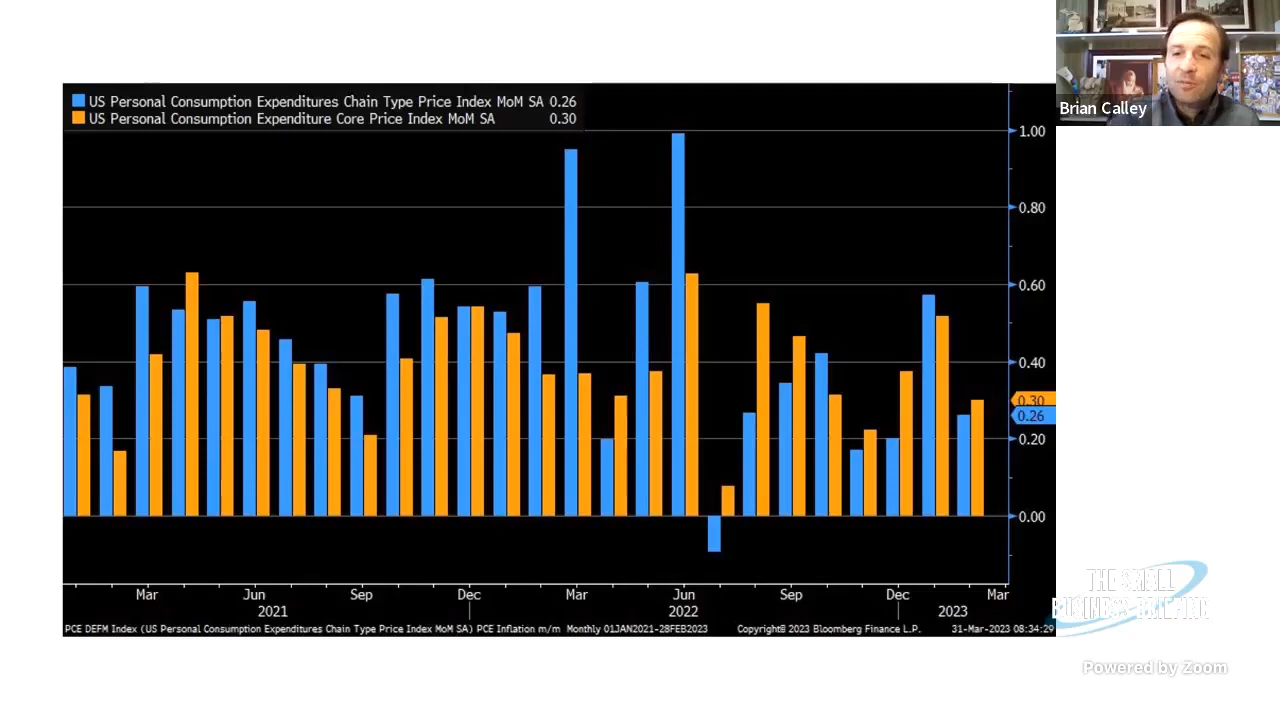 Brian Calley
US Personal Consumption Expenditures Chain Type Price Index MoM SA 0.26
US Personal Consumption Expenditure Core Price Index MoM SA 0.30
1.00
0.80
0.60
0.40
0.30
0.26
0.20
0.00
Mar Jun Sep Dec Mar Jun Sep Dec Mar
2021 2022 2023
PCE DEFM Index (US Personal Consumption Expenditures Chain Type Price Index MoM SA) PCE Inflation m/m Monthly 01JAN2021-28FEB2023 Copyright© 2023 Bloomberg Finance L.P. 31-Mar-2023 08:34:29
THE SMALL
BUSINESS BRIEFING
Powered by Zoom